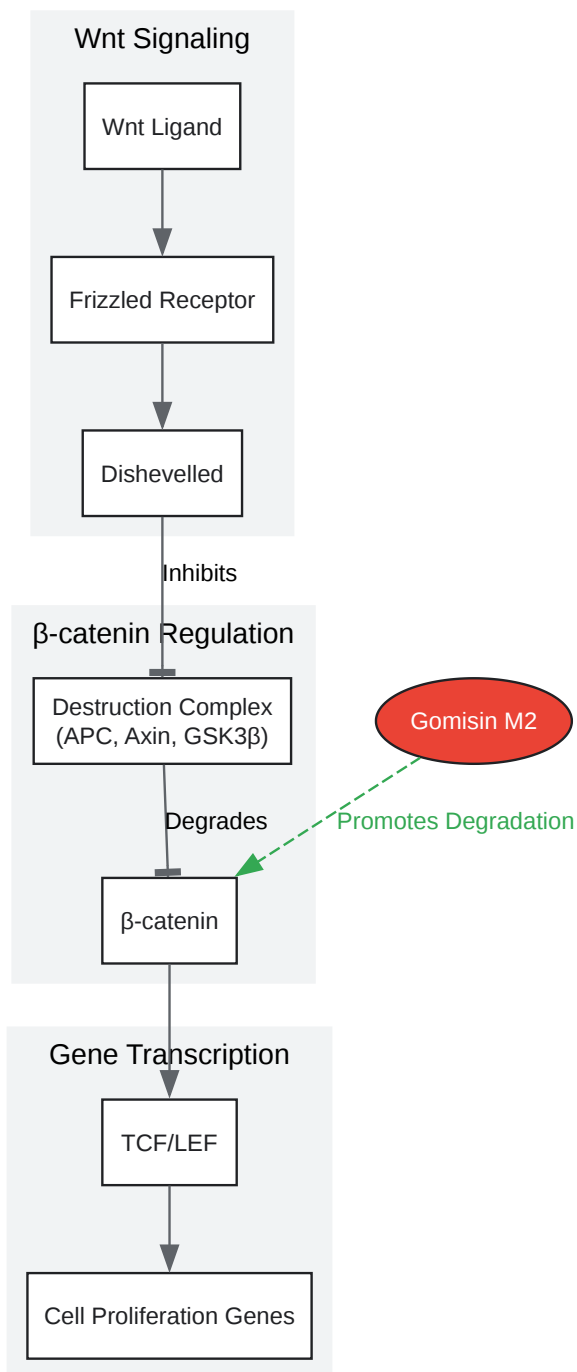 Wnt Signaling
Wnt Ligand
Frizzled Receptor
Dishevelled
Inhibits
β-catenin Regulation
Destruction Complex
(APC, Axin, GSK3β)
Gomisin M2
Degrades
Promotes Degradation
β-catenin
Gene Transcription
TCF/LEF
Cell Proliferation Genes